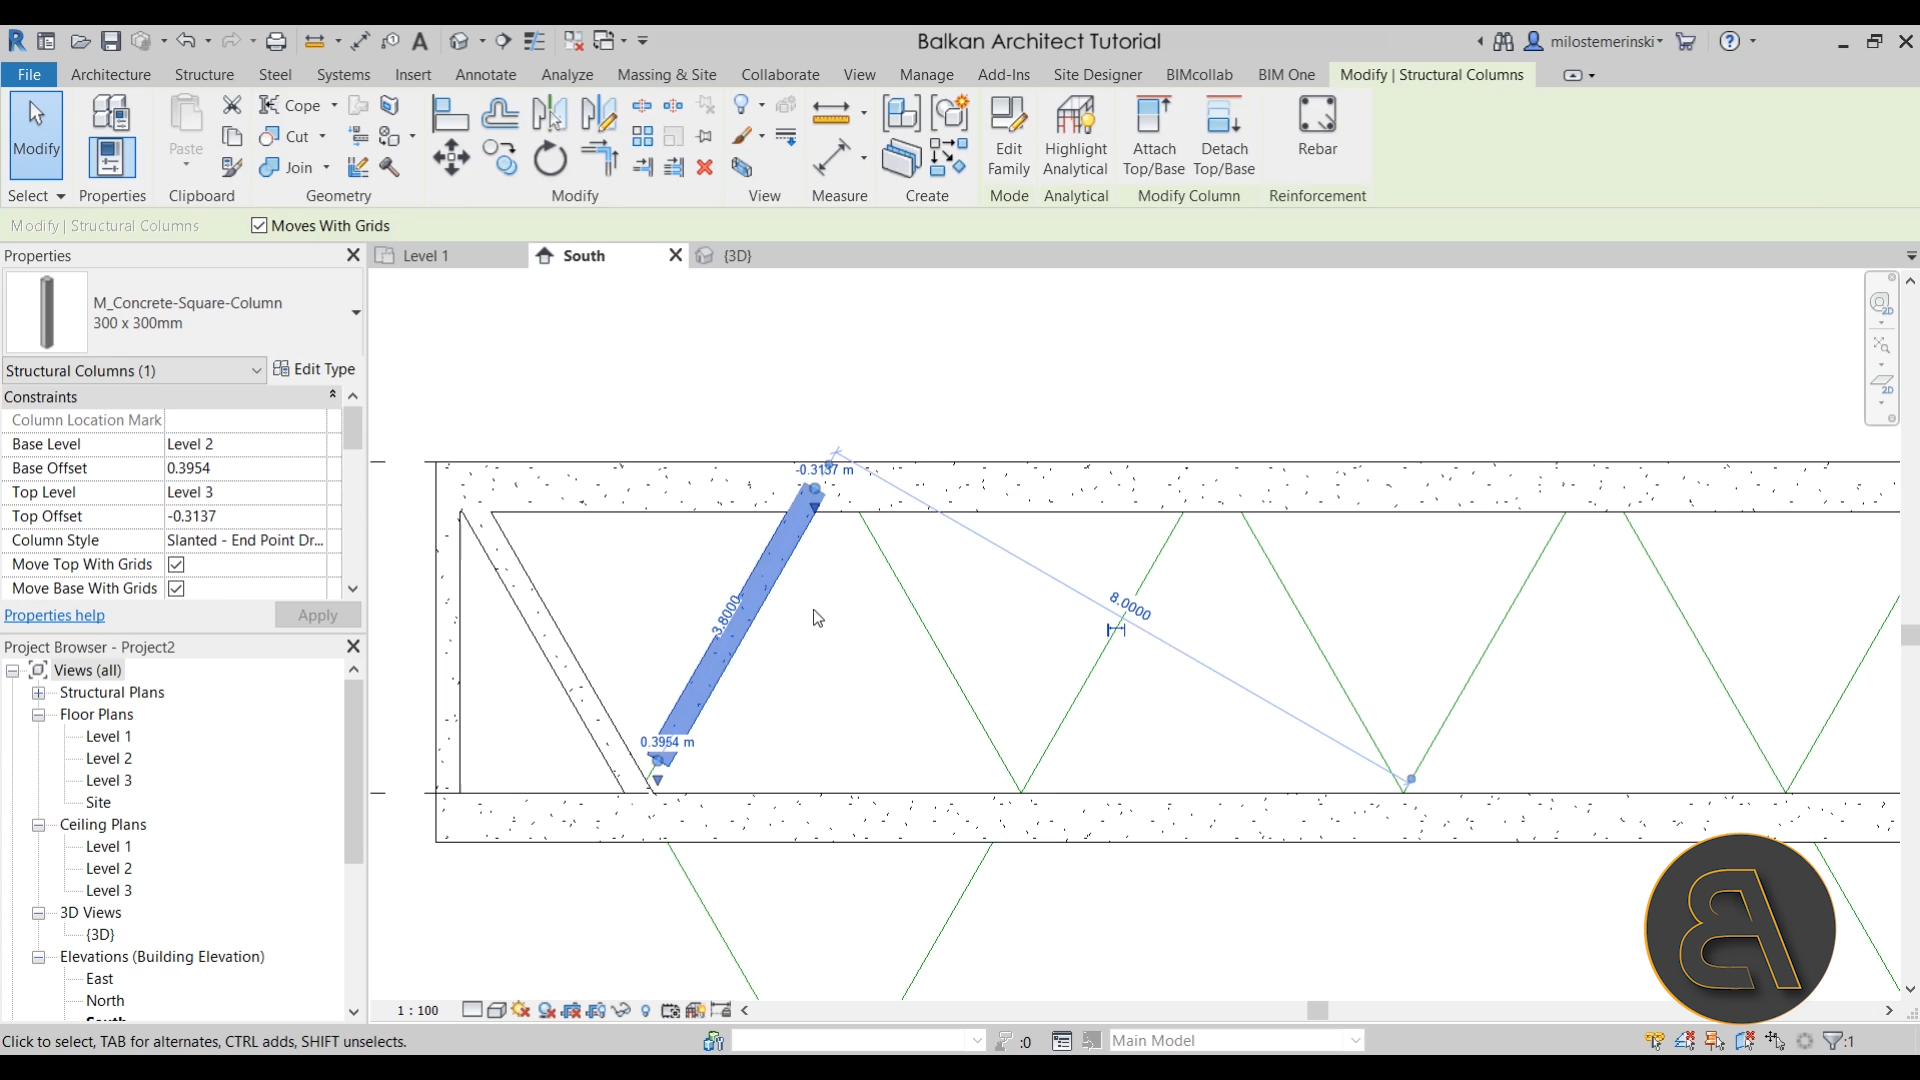 Balkan Architect Tutorial
milostemerinski
File Architecture Structure Steel Systems Insert Annotate Analyze Massing & Site Collaborate View Manage Add-Ins Site Designer BIMcollab BIM One Modify | Structural Columns
Modify
Paste
Cope
Cut
Join
Edit Family
Highlight Analytical
Attach Top/Base
Detach Top/Base
Rebar
Select Properties Clipboard Geometry Modify View Measure Create Mode Analytical Modify Column Reinforcement
Modify | Structural Columns Moves With Grids
Properties
Level 1 South {3D}
M_Concrete-Square-Column
300 x 300mm
Structural Columns (1) Edit Type
Constraints
Column Location Mark
Base Level Level 2
Base Offset 0.3954
Top Level Level 3
Top Offset -0.3137
Column Style Slanted - End Point Dr...
Move Top With Grids
Move Base With Grids
Properties help Apply
-0.3137 m
3.8000
8.0000
0.3954 m
Project Browser - Project2
Views (all)
Structural Plans
Floor Plans
Level 1
Level 2
Level 3
Site
Ceiling Plans
Level 1
Level 2
Level 3
3D Views
{3D}
Elevations (Building Elevation)
East
North
South
1 : 100
Click to select, TAB for alternates, CTRL adds, SHIFT unselects.
:0 Main Model :1